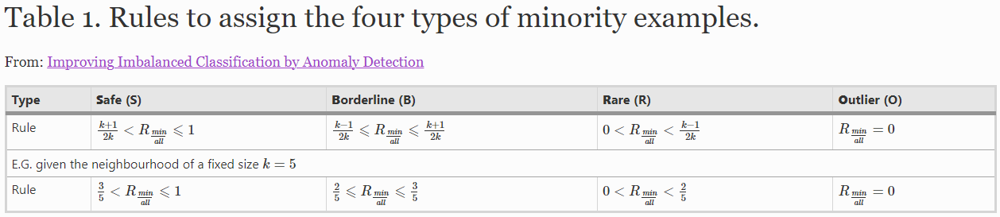 Table 1. Rules to assign the four types of minority examples.
From: Improving Imbalanced Classification by Anomaly Detection
Type Safe (S) Borderline (B) Rare (R) Outlier (O)
Rule $\frac{k+1}{2k} < R_{\frac{min}{all}} \leqslant 1$ $\frac{k-1}{2k} \leqslant R_{\frac{min}{all}} \leqslant \frac{k+1}{2k}$ $0 < R_{\frac{min}{all}} < \frac{k-1}{2k}$ $R_{\frac{min}{all}} = 0$
E.G. given the neighbourhood of a fixed size $k = 5$
Rule $\frac{3}{5} < R_{\frac{min}{all}} \leqslant 1$ $\frac{2}{5} \leqslant R_{\frac{min}{all}} \leqslant \frac{3}{5}$ $0 < R_{\frac{min}{all}} < \frac{2}{5}$ $R_{\frac{min}{all}} = 0$